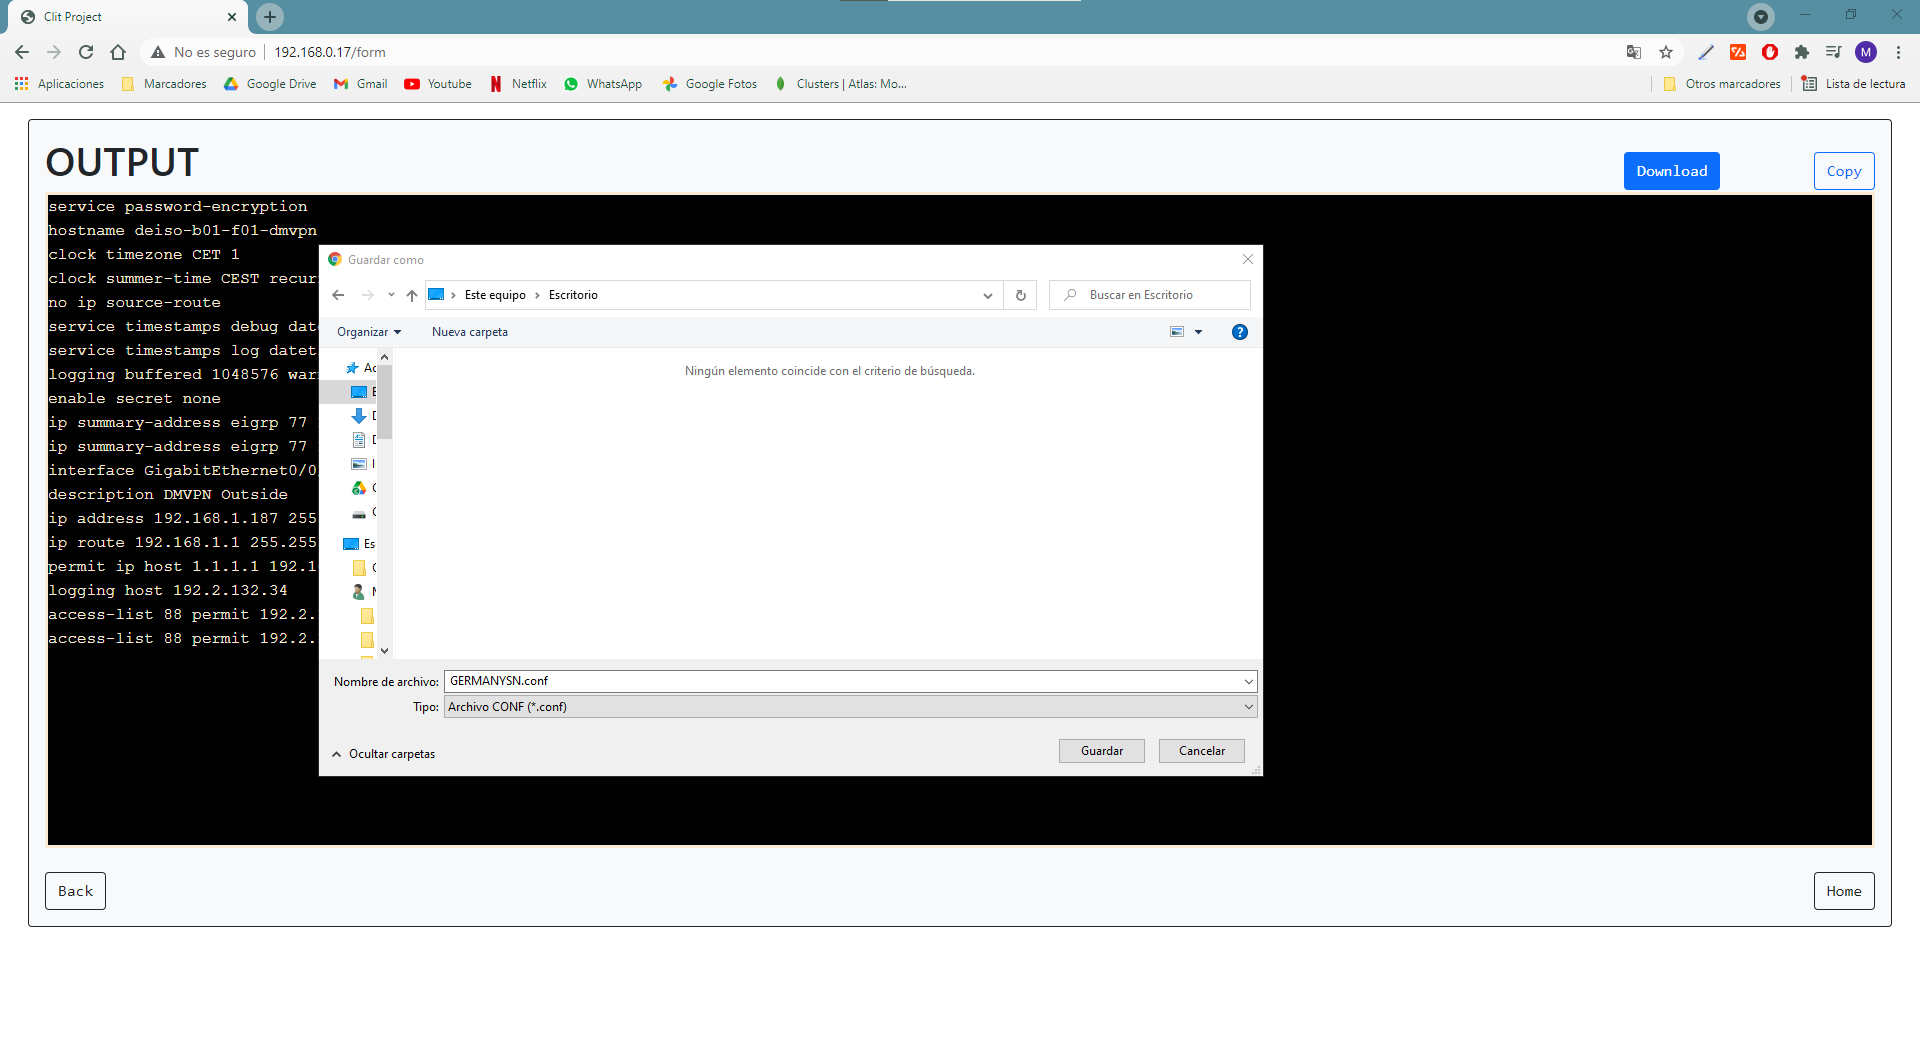 Clit Project
No es seguro 192.168.0.17/form
M
Aplicaciones Marcadores Google Drive Gmail Youtube Netflix WhatsApp Google Fotos Clusters | Atlas: Mo... Otros marcadores Lista de lectura
OUTPUT
Download
Copy
service password-encryption
hostname deiso-b01-f01-dmvpn
clock timezone CET 1
clock summer-time CEST
no ip source-route
service timestamps debug
service timestamps log
logging buffered 1048576
enable secret none
ip summary-address eigrp 77
ip summary-address eigrp 77
interface GigabitEthernet0/0
description DMVPN Outside
ip address 192.168.1.187 255
ip route 192.168.1.1 255.255
permit ip host 1.1.1.1
logging host 192.2.132.34
access-list 88 permit 192.2.
access-list 88 permit 192.2.
Guardar como
Este equipo > Escritorio
Buscar en Escritorio
Organizar Nueva carpeta
?
Ningún elemento coincide con el criterio de búsqueda.
Nombre de archivo: GERMANYSN.conf
Tipo: Archivo CONF (*.conf)
Ocultar carpetas
Guardar
Cancelar
Back
Home